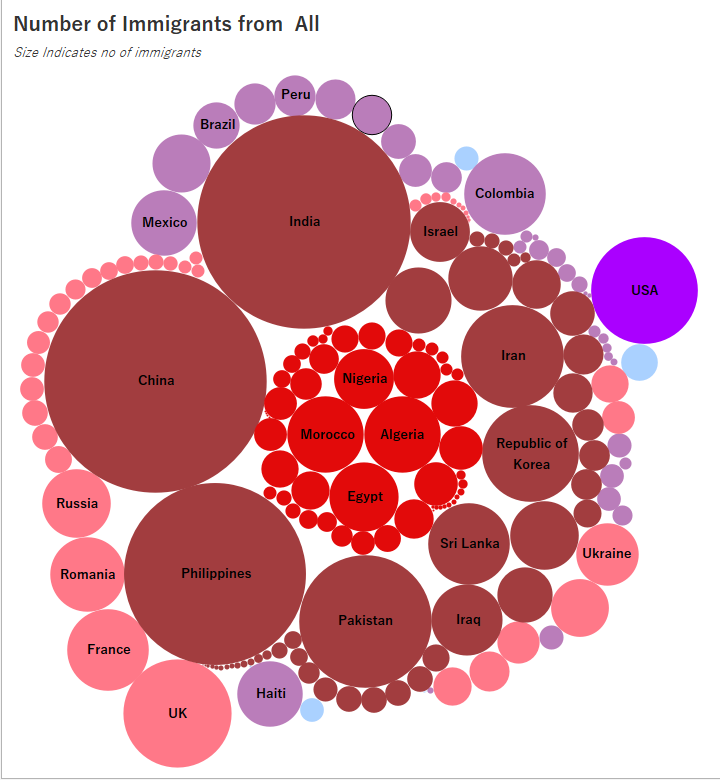 Number of Immigrants from All
Size Indicates no of immigrants
Peru
Brazil
Colombia
Mexico
India
Israel
USA
Iran
China
Nigeria
Morocco
Algeria
Republic of
Korea
Egypt
Russia
Sri Lanka
Ukraine
Romania
Philippines
Pakistan
Iraq
France
Haiti
UK